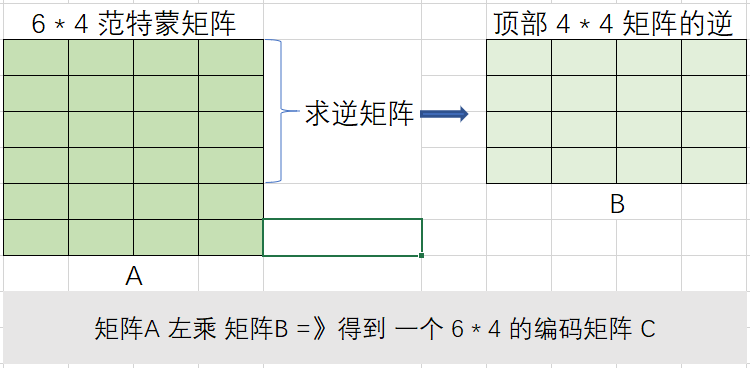 6 * 4 范特蒙矩阵
顶部 4 * 4 矩阵的逆
求逆矩阵
B
A
矩阵A 左乘 矩阵B =》得到 一个 6 * 4 的编码矩阵 C